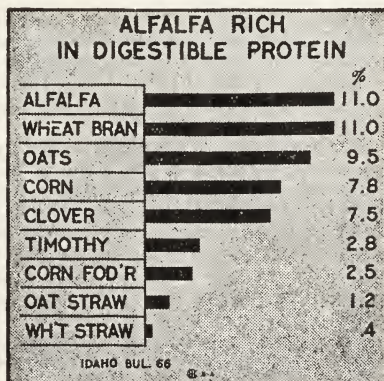 ALFALFA RICH
IN DIGESTIBLE PROTEIN
%
ALFALFA 11.0
WHEAT BRAN 11.0
OATS 9.5
CORN 7.8
CLOVER 7.5
TIMOTHY 2.8
CORN FOD'R 2.5
OAT STRAW 1.2
WH'T STRAW .4
IDAHO BUL. 66